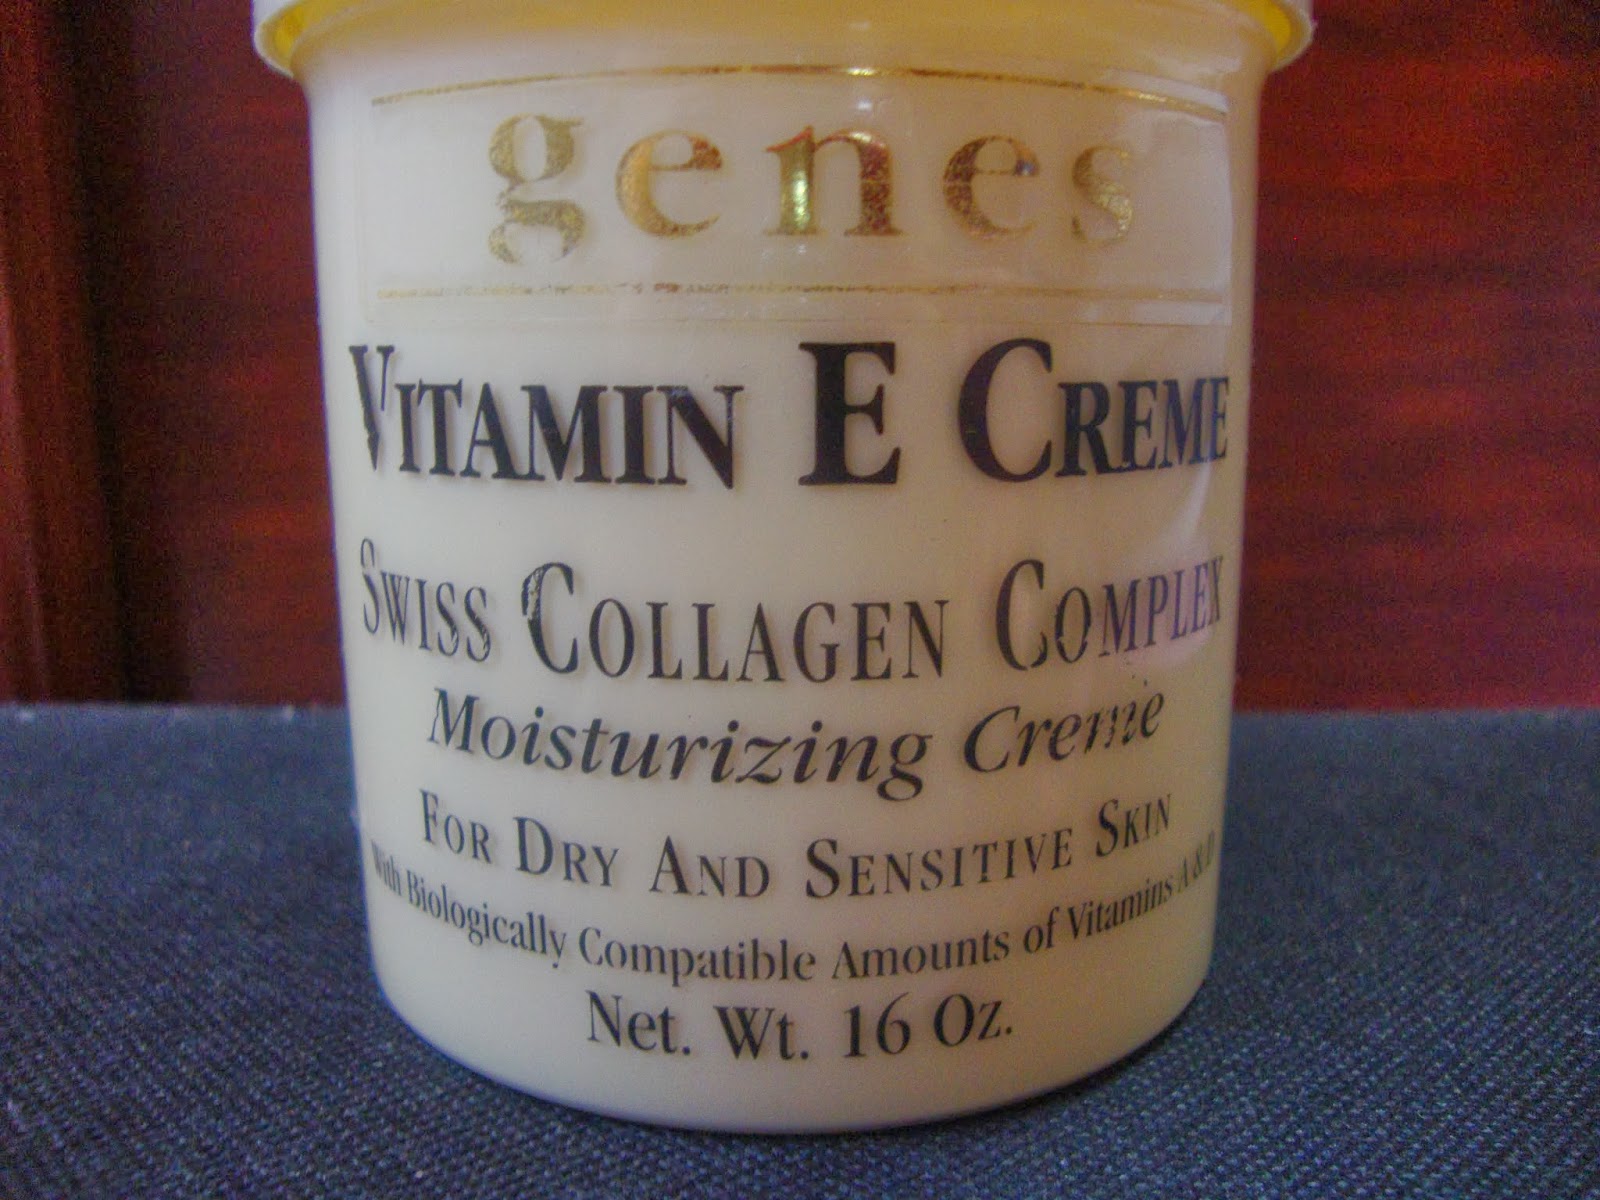 genes
VITAMIN E CREME
SWISS COLLAGEN COMPLEX
Moisturizing Creme
FOR DRY AND SENSITIVE SKIN
With Biologically Compatible Amounts of Vitamins A & D
Net. Wt. 16 Oz.